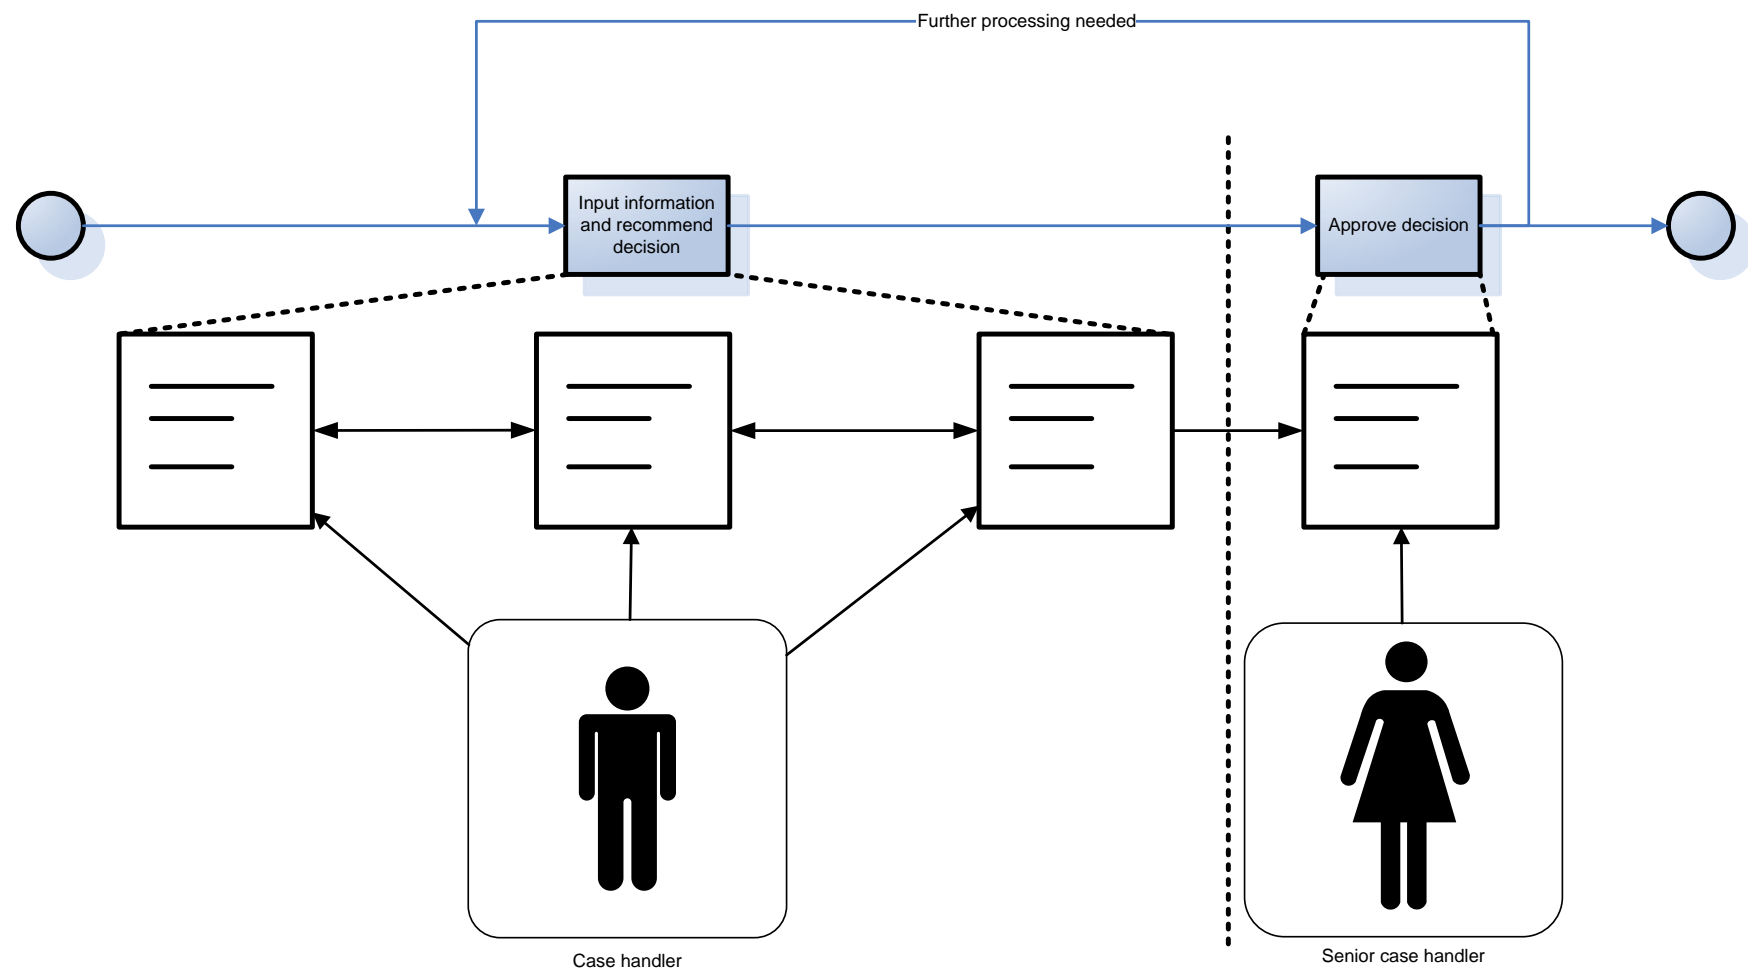 Further processing needed
Input information
and recommend
decision
Approve decision
Case handler
Senior case handler